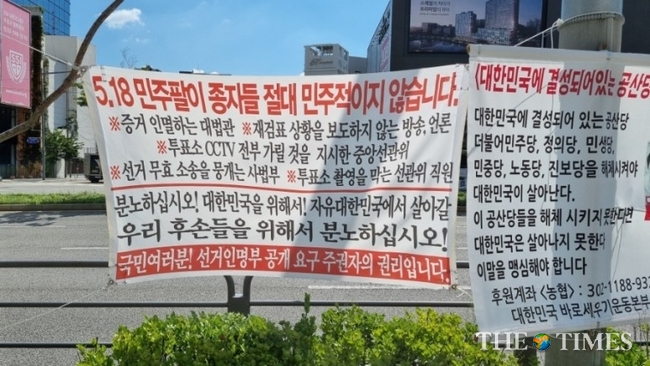 5.18 민주팔이 종자들 절대 민주적이지 않습니다.
※증거 인멸하는 대법관 ※재검표 상황을 보도하지 않는 방송, 언론
※투표소 CCTV 전부 가릴 것을 지시한 중앙선관위
※선거 무효 소송을 뭉개는 사법부 ※투표소 촬영을 막는 선관위 직원
분노하십시오! 대한민국을 위해서! 자유대한민국에서 살아갈
우리 후손들을 위해서 분노하십시오!
국민여러분! 선거인명부 공개 요구 주권자의 권리입니다.
<대한민국에 결성되어있는 공산당
대한민국에 결성되어 있는 공산당
더불어민주당, 정의당, 민생당,
민중당, 노동당, 진보당을 해체시켜야
대한민국이 살아난다.
이 공산당들을 해체 시키지 못한다면
대한민국은 살아나지 못한다
이말을 맹심해야 합니다
후원계좌 <농협> : 302-1188-937
대한민국 바로세우기운동본부
THE TIMES